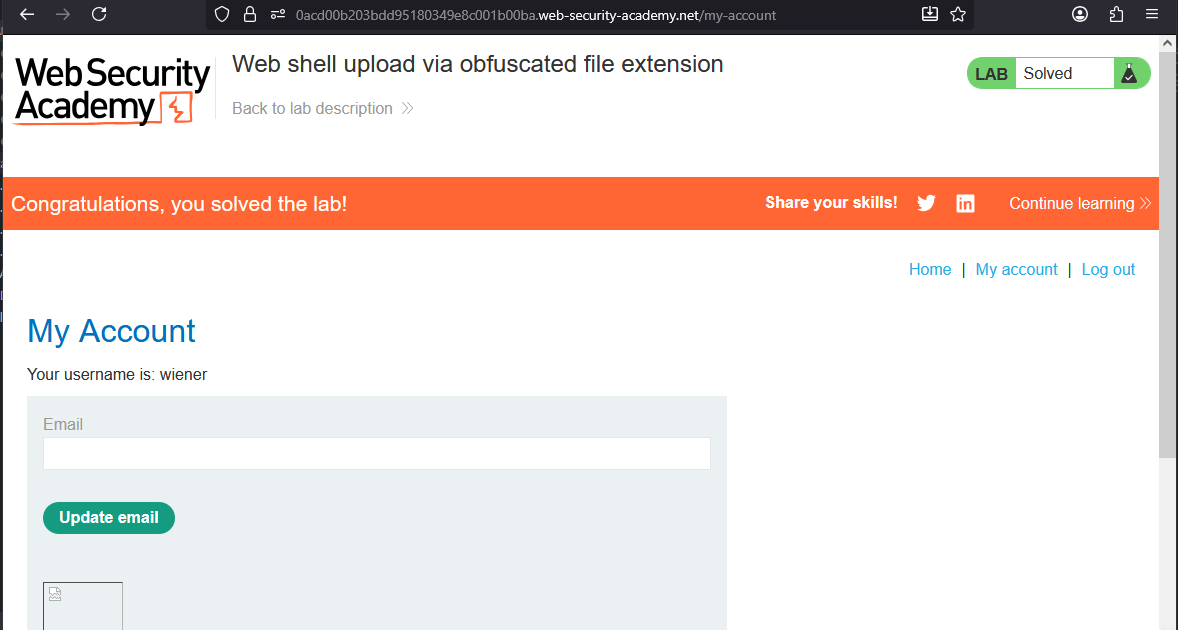 0acd00b203bdd95180349e8c001b00ba.web-security-academy.net/my-account
Web Security
Academy
Web shell upload via obfuscated file extension
Back to lab description
LAB Solved
Congratulations, you solved the lab!
Share your skills!
Continue learning
Home | My account | Log out
My Account
Your username is: wiener
Email
Update email